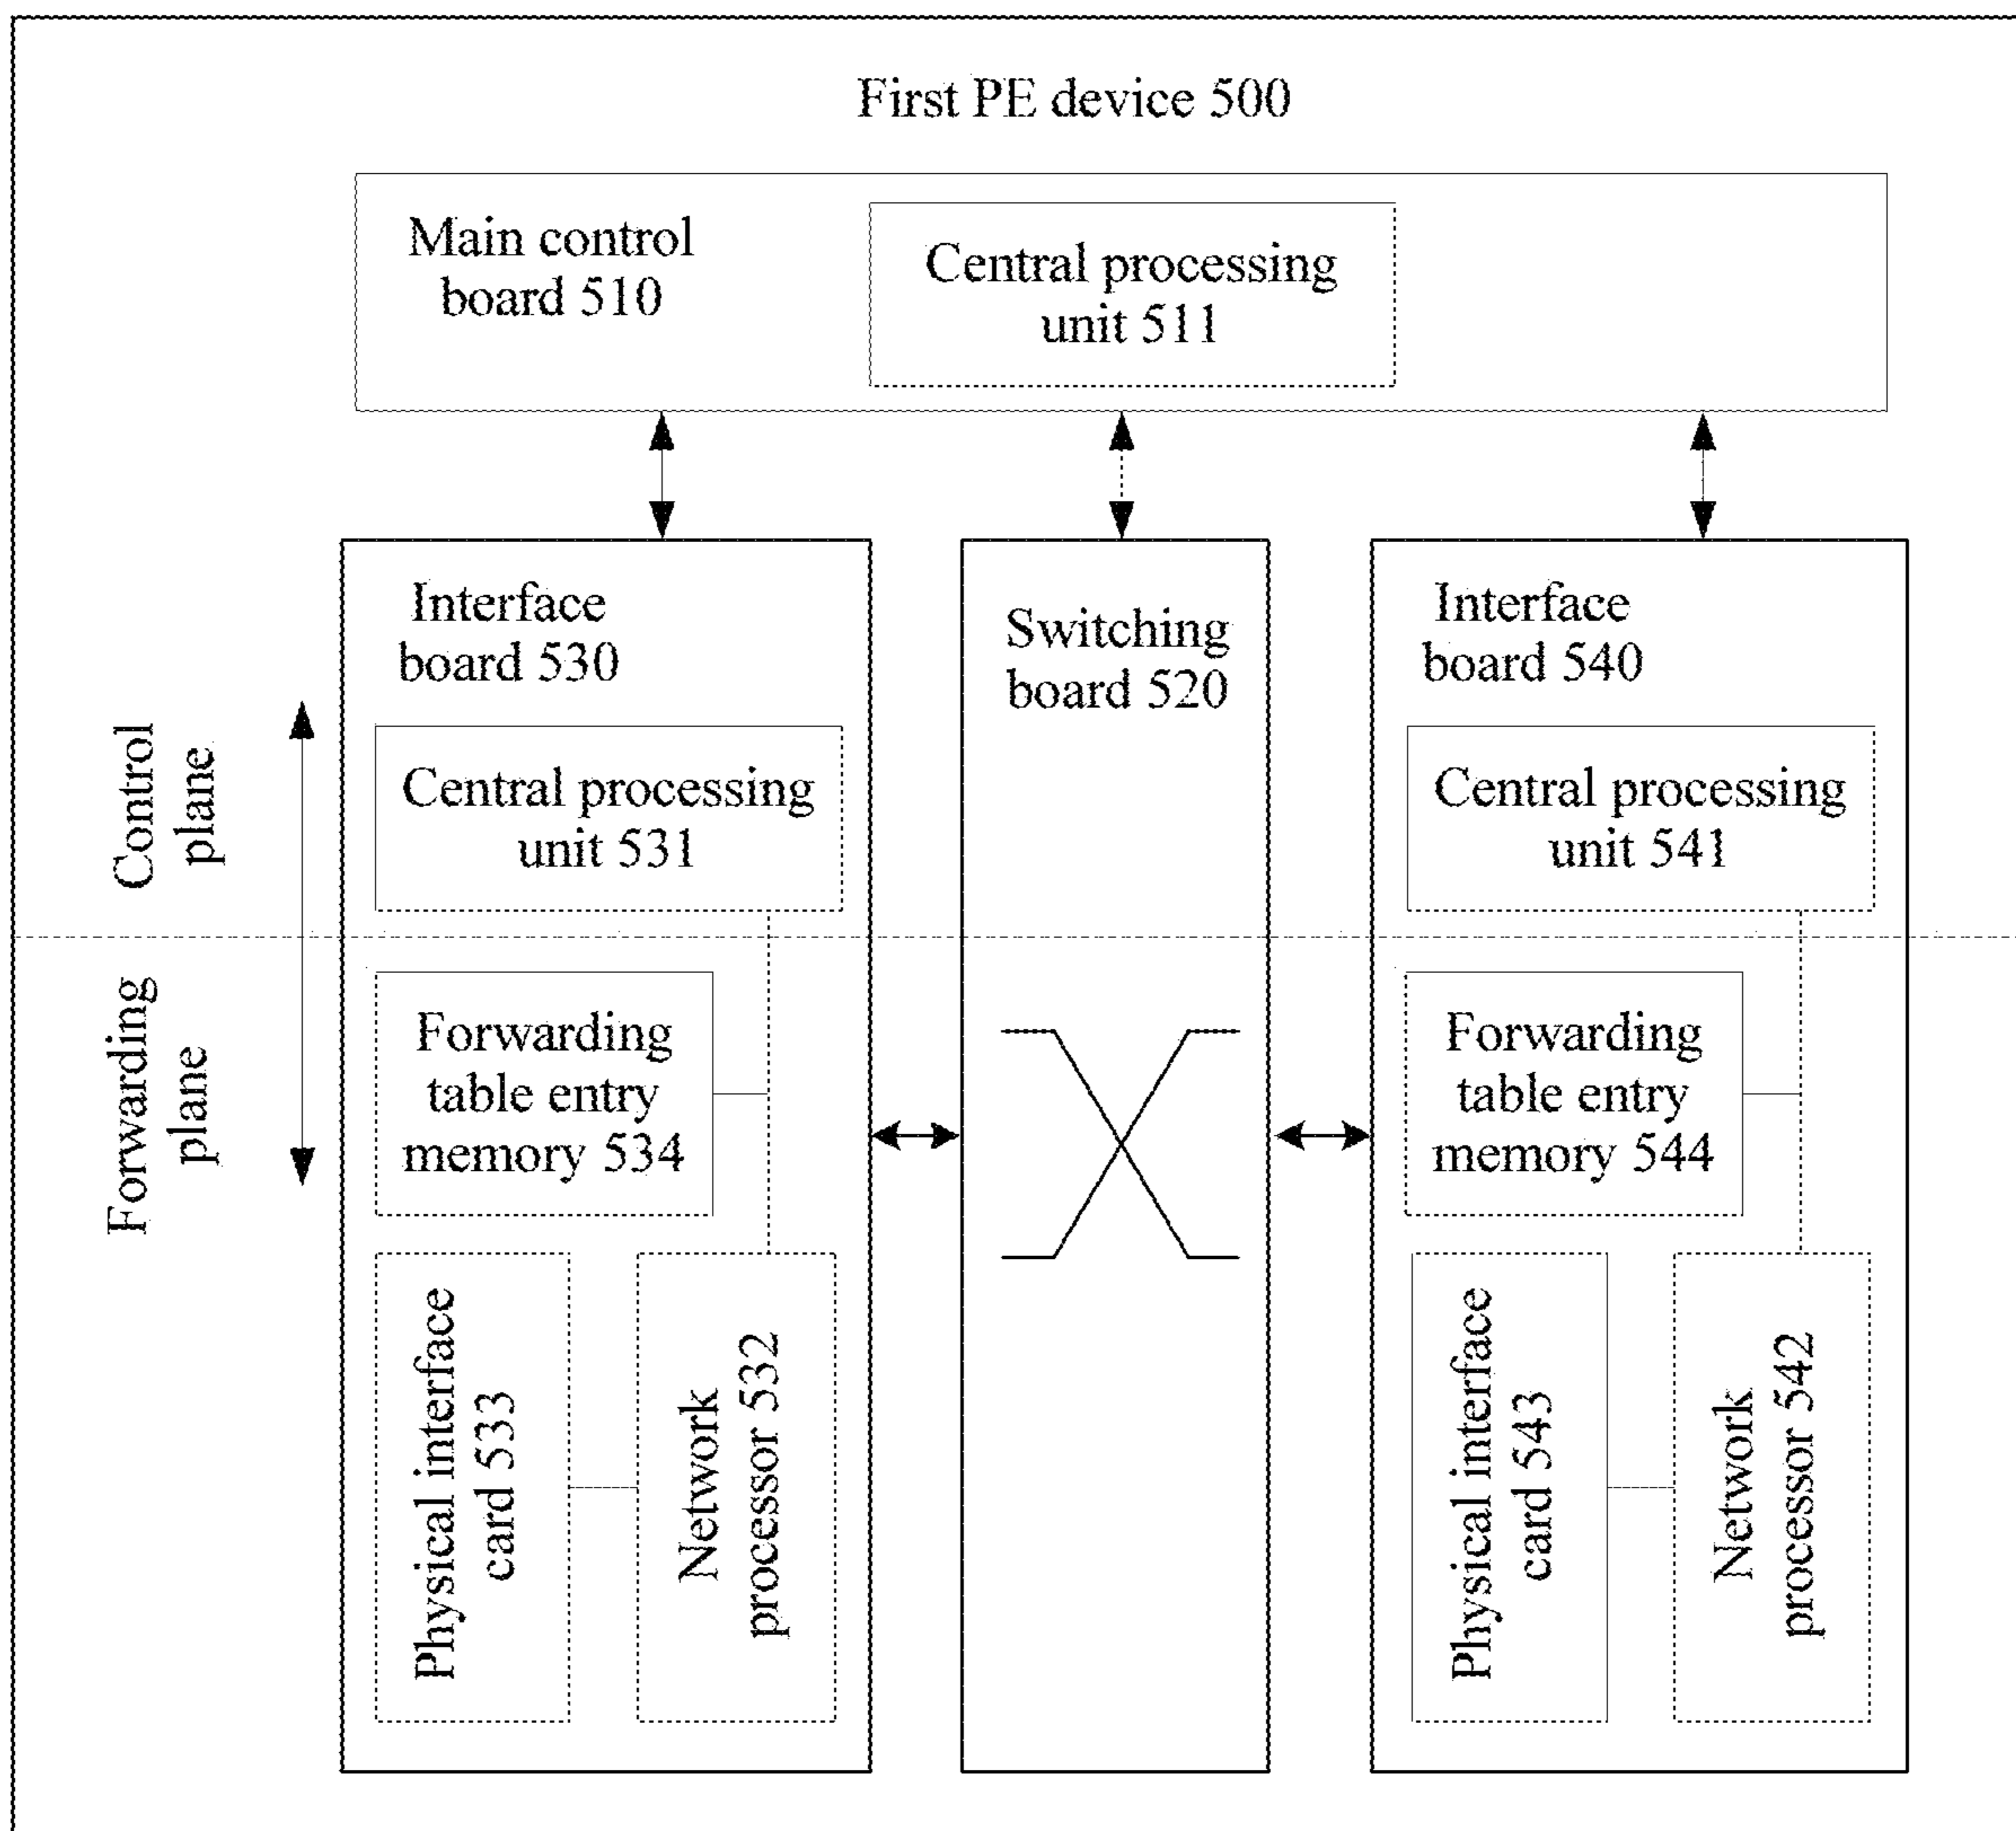 First PE device 500
Main control
board 510
Central processing
unit 511
Interface
board 530
Switching
board 520
Interface
board 540
Control
plane
Central processing
unit 531
Central processing
unit 541
Forwarding
plane
Forwarding
table entry
memory 534
Forwarding
table entry
memory 544
Physical interface
card 533
Network
processor 532
Physical interface
card 543
Network
processor 542